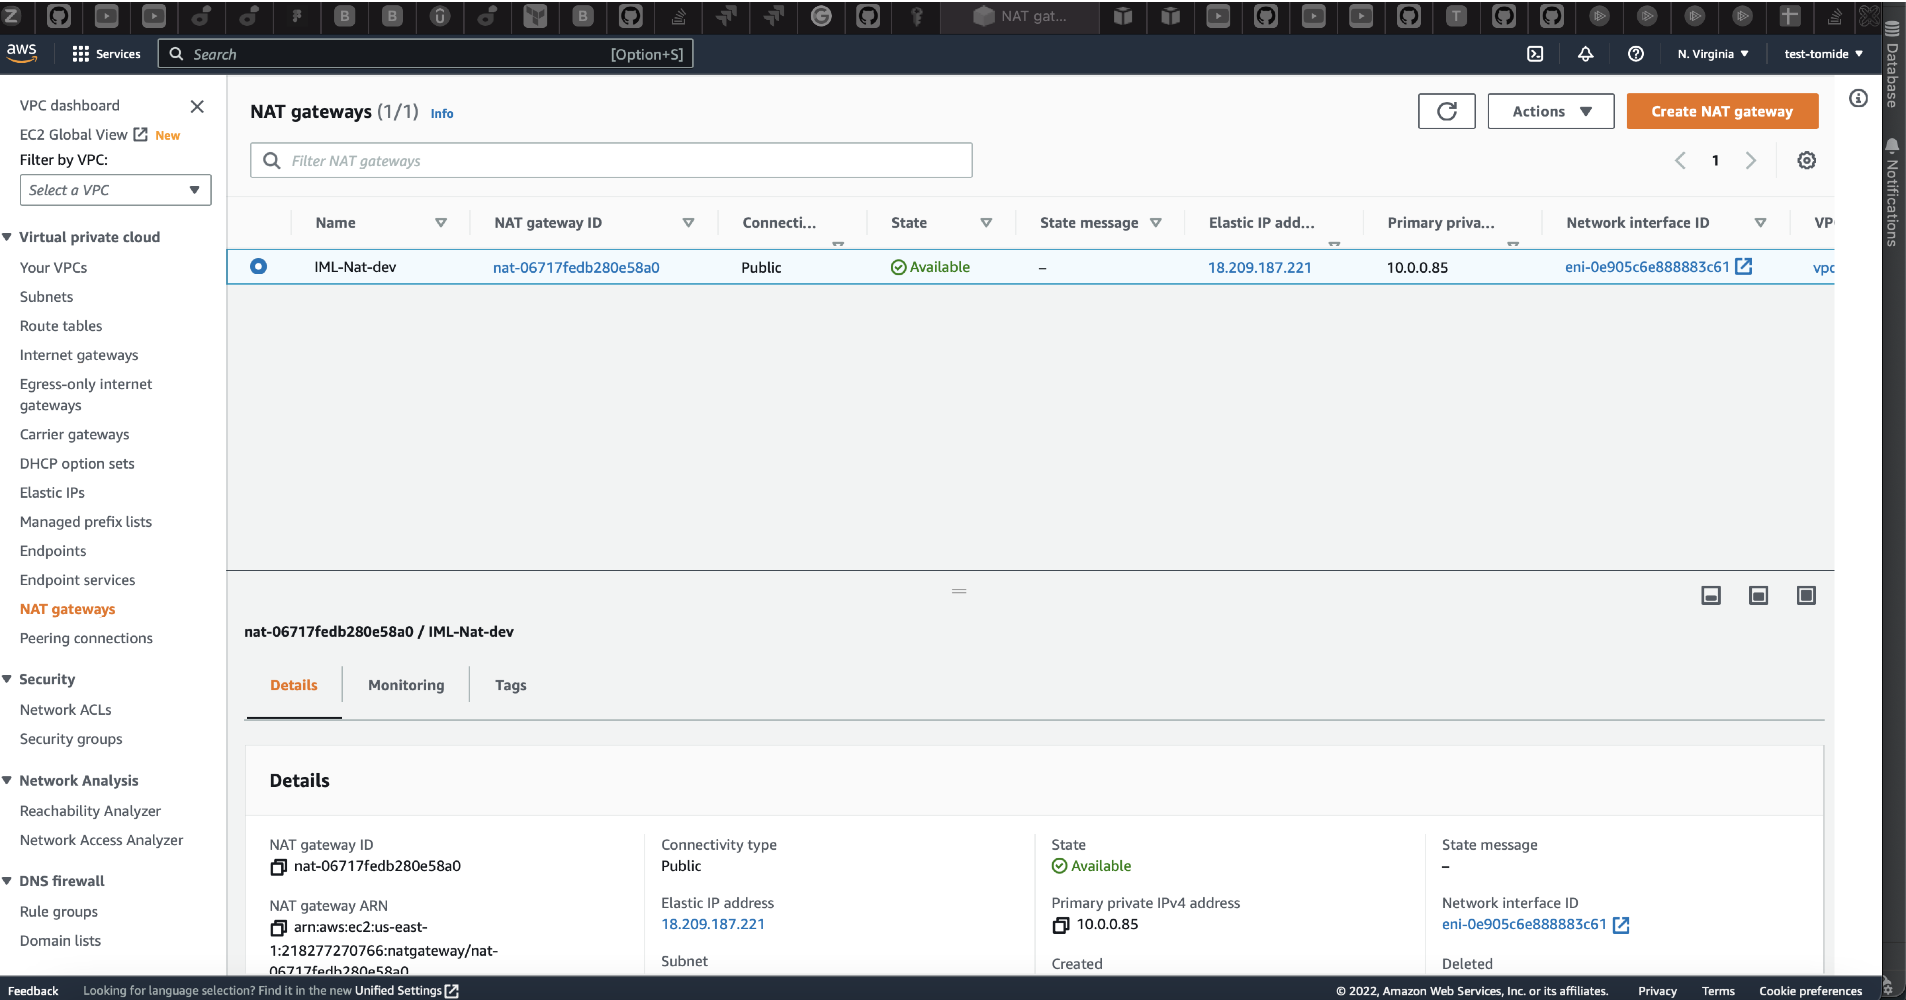 NAT gat...
aws
Services
Search
[Option+S]
N. Virginia
test-tomide
Database
Notifications
VPC dashboard
EC2 Global View
New
Filter by VPC:
Select a VPC
Virtual private cloud
Your VPCs
Subnets
Route tables
Internet gateways
Egress-only internet
gateways
Carrier gateways
DHCP option sets
Elastic IPs
Managed prefix lists
Endpoints
Endpoint services
NAT gateways
Peering connections
Security
Network ACLs
Security groups
Network Analysis
Reachability Analyzer
Network Access Analyzer
DNS firewall
Rule groups
Domain lists
NAT gateways (1/1) Info
Actions
Create NAT gateway
Filter NAT gateways
1
Name NAT gateway ID Connecti... State State message Elastic IP add... Primary priva... Network interface ID VPC
IML-Nat-dev nat-06717fedb280e58a0 Public Available – 18.209.187.221 10.0.0.85 eni-0e905c6e888883c61 vpc
nat-06717fedb280e58a0 / IML-Nat-dev
Details Monitoring Tags
Details
NAT gateway ID
nat-06717fedb280e58a0
NAT gateway ARN
arn:aws:ec2:us-east-
1:218277270766:natgateway/nat-
06717fedb280e58a0
Connectivity type
Public
Elastic IP address
18.209.187.221
Subnet
State
Available
Primary private IPv4 address
10.0.0.85
Created
State message
–
Network interface ID
eni-0e905c6e888883c61
Deleted
Feedback Looking for language selection? Find it in the new Unified Settings
© 2022, Amazon Web Services, Inc. or its affiliates. Privacy Terms Cookie preferences